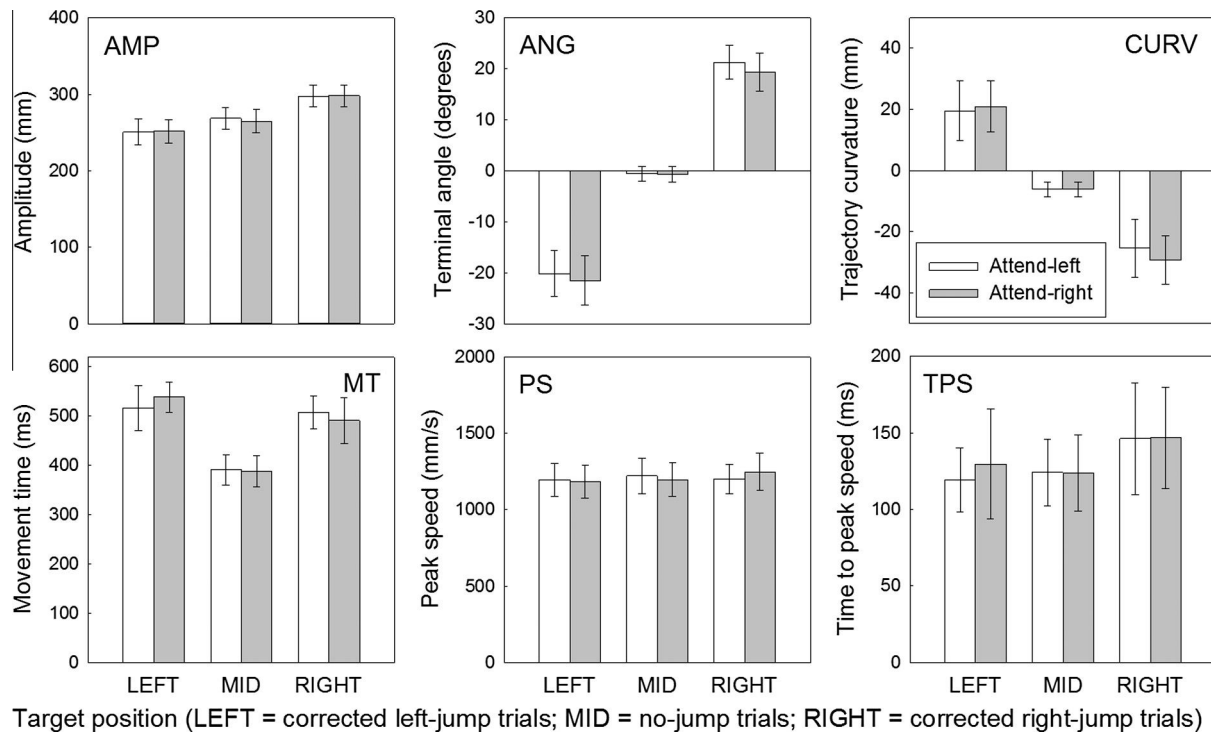 AMP
Amplitude (mm)
400
300
200
100
0
ANG
Terminal angle (degrees)
30
20
10
0
-10
-20
-30
CURV
Trajectory curvature (mm)
40
20
0
-20
-40
Attend-left
Attend-right
MT
Movement time (ms)
600
500
400
300
200
100
0
LEFT MID RIGHT
PS
Peak speed (mm/s)
2000
1500
1000
500
0
LEFT MID RIGHT
TPS
Time to peak speed (ms)
200
150
100
50
0
LEFT MID RIGHT
Target position (LEFT = corrected left-jump trials; MID = no-jump trials; RIGHT = corrected right-jump trials)